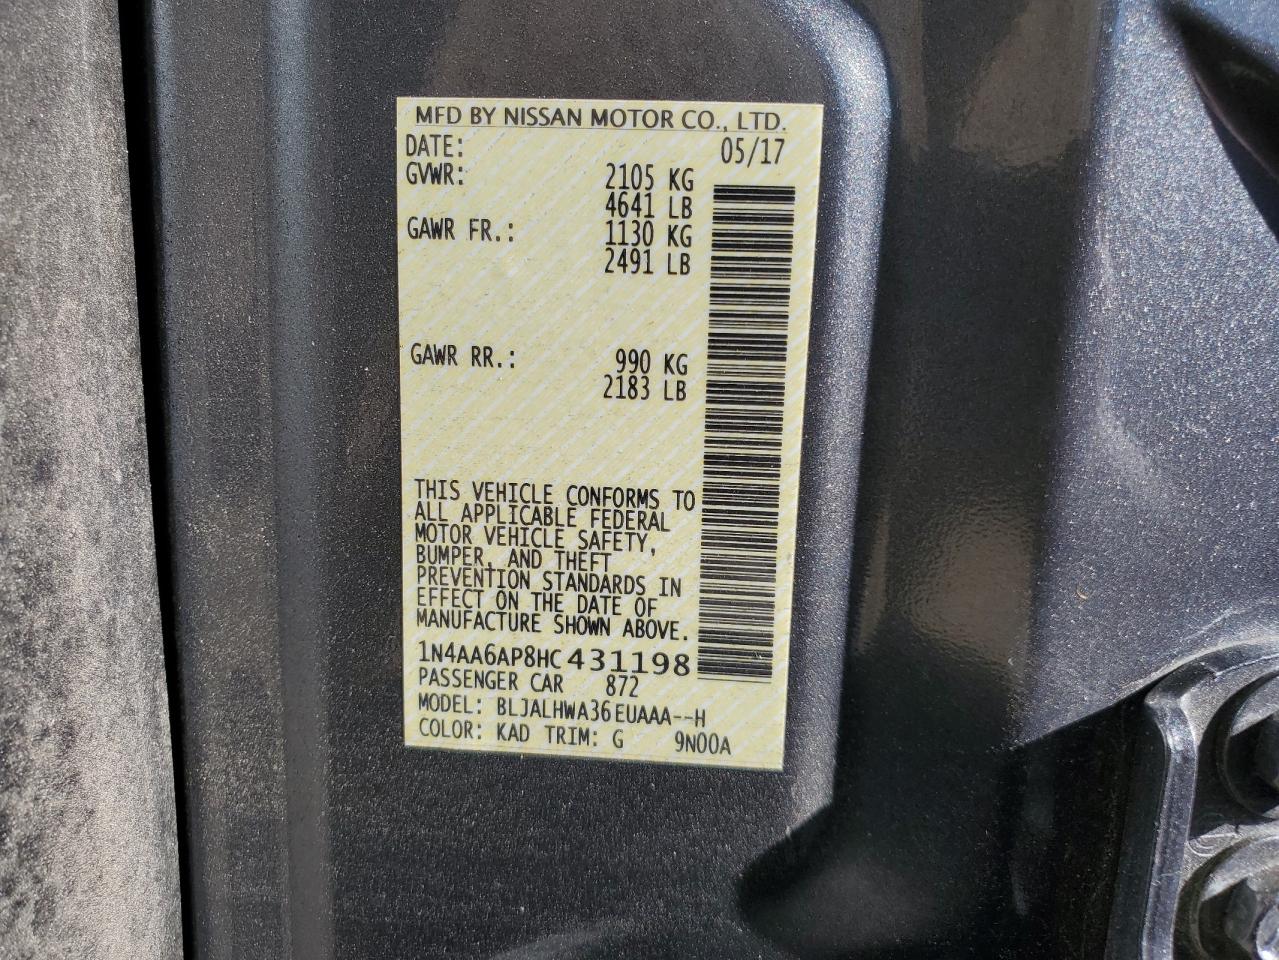 MFD BY NISSAN MOTOR CO., LTD.
DATE: 05/17
GVWR: 2105 KG
4641 LB
GAWR FR.: 1130 KG
2491 LB
GAWR RR.: 990 KG
2183 LB
THIS VEHICLE CONFORMS TO
ALL APPLICABLE FEDERAL
MOTOR VEHICLE SAFETY,
BUMPER, AND THEFT
PREVENTION STANDARDS IN
EFFECT ON THE DATE OF
MANUFACTURE SHOWN ABOVE.
1N4AA6AP8HC431198
PASSENGER CAR 872
MODEL: BLJALHWA36EUAAA--H
COLOR: KAD TRIM: G 9N00A